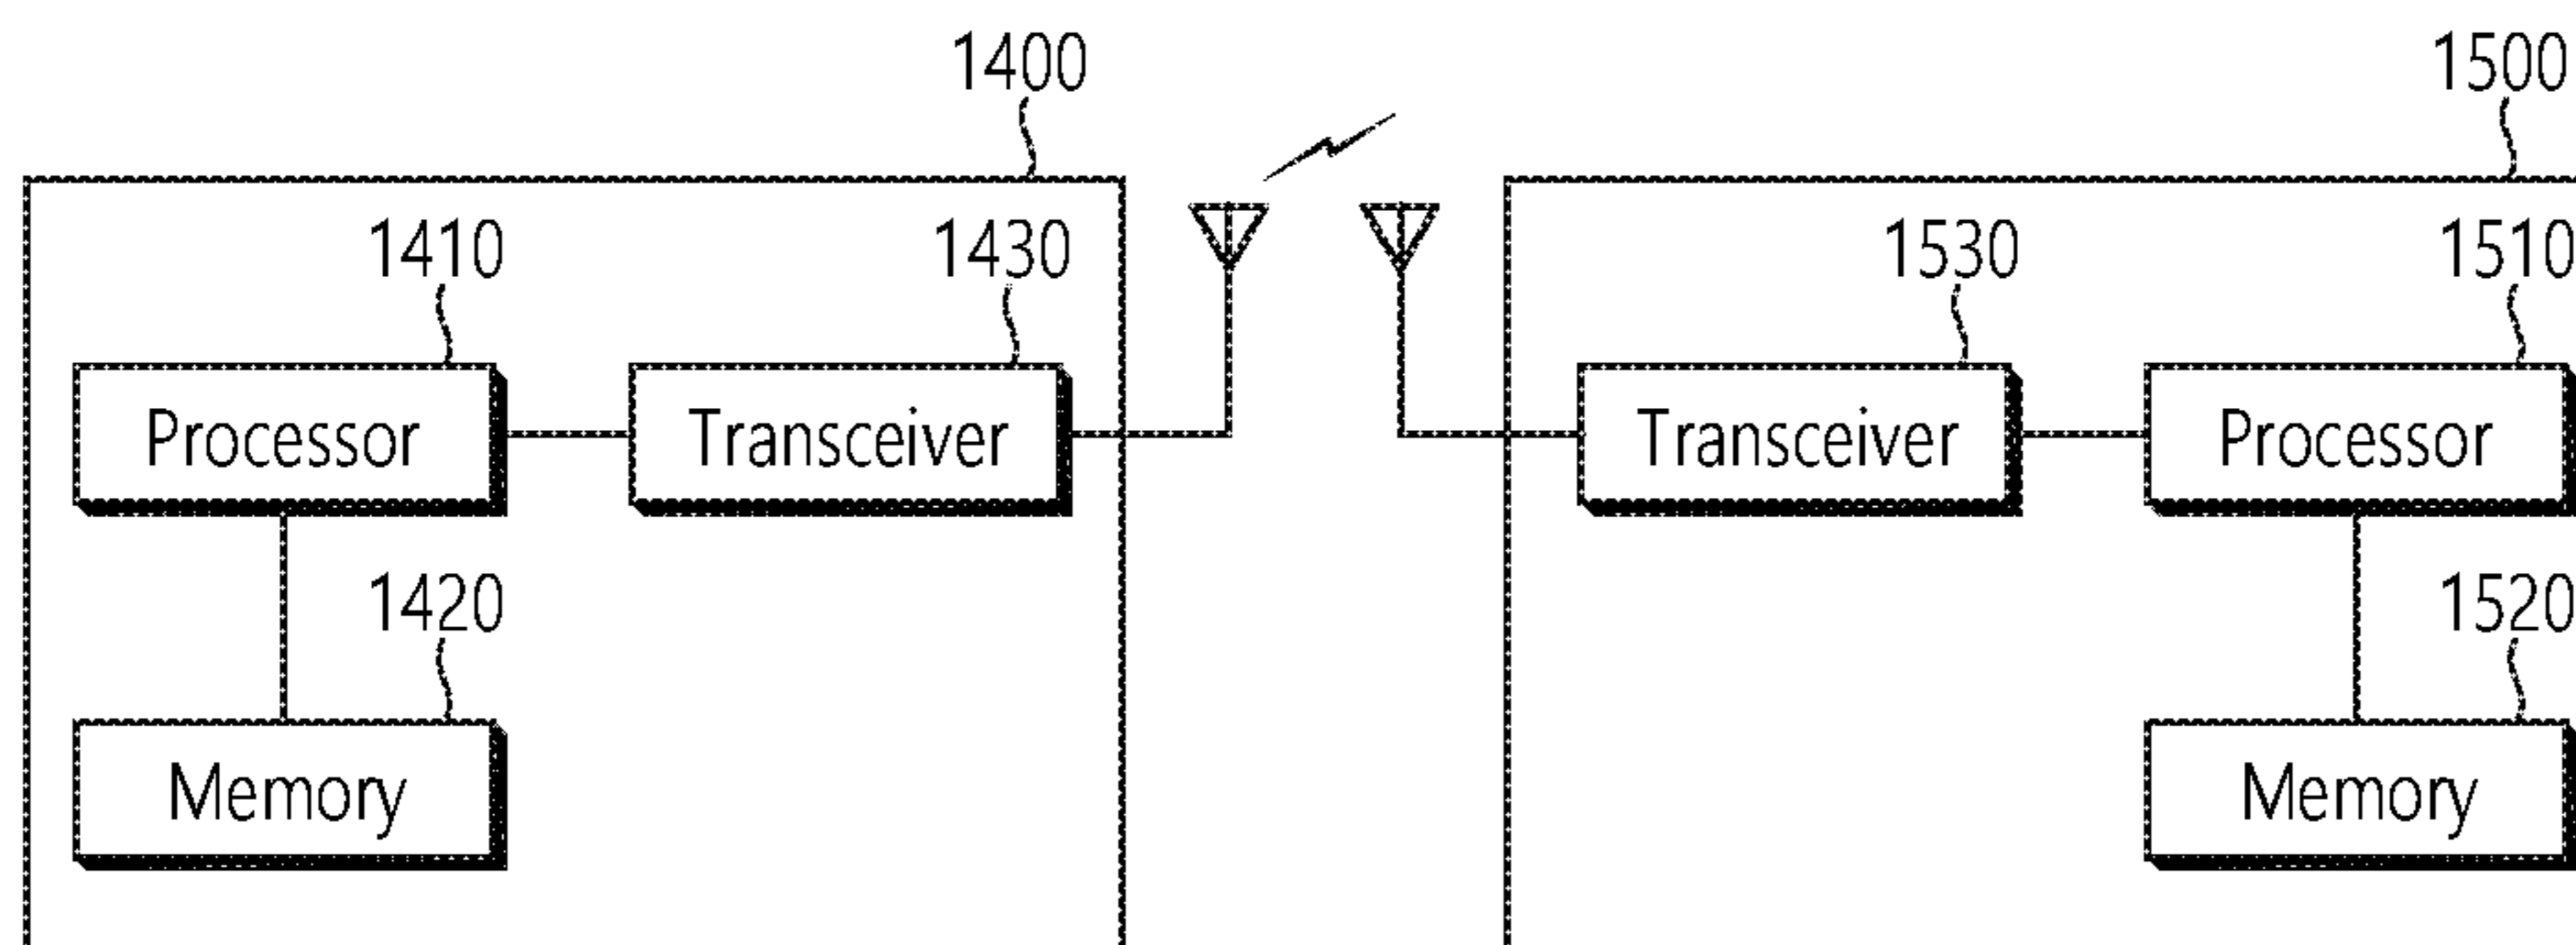 1400
1500
1410
1430
1530
1510
Processor
Transceiver
Transceiver
Processor
1420
1520
Memory
Memory